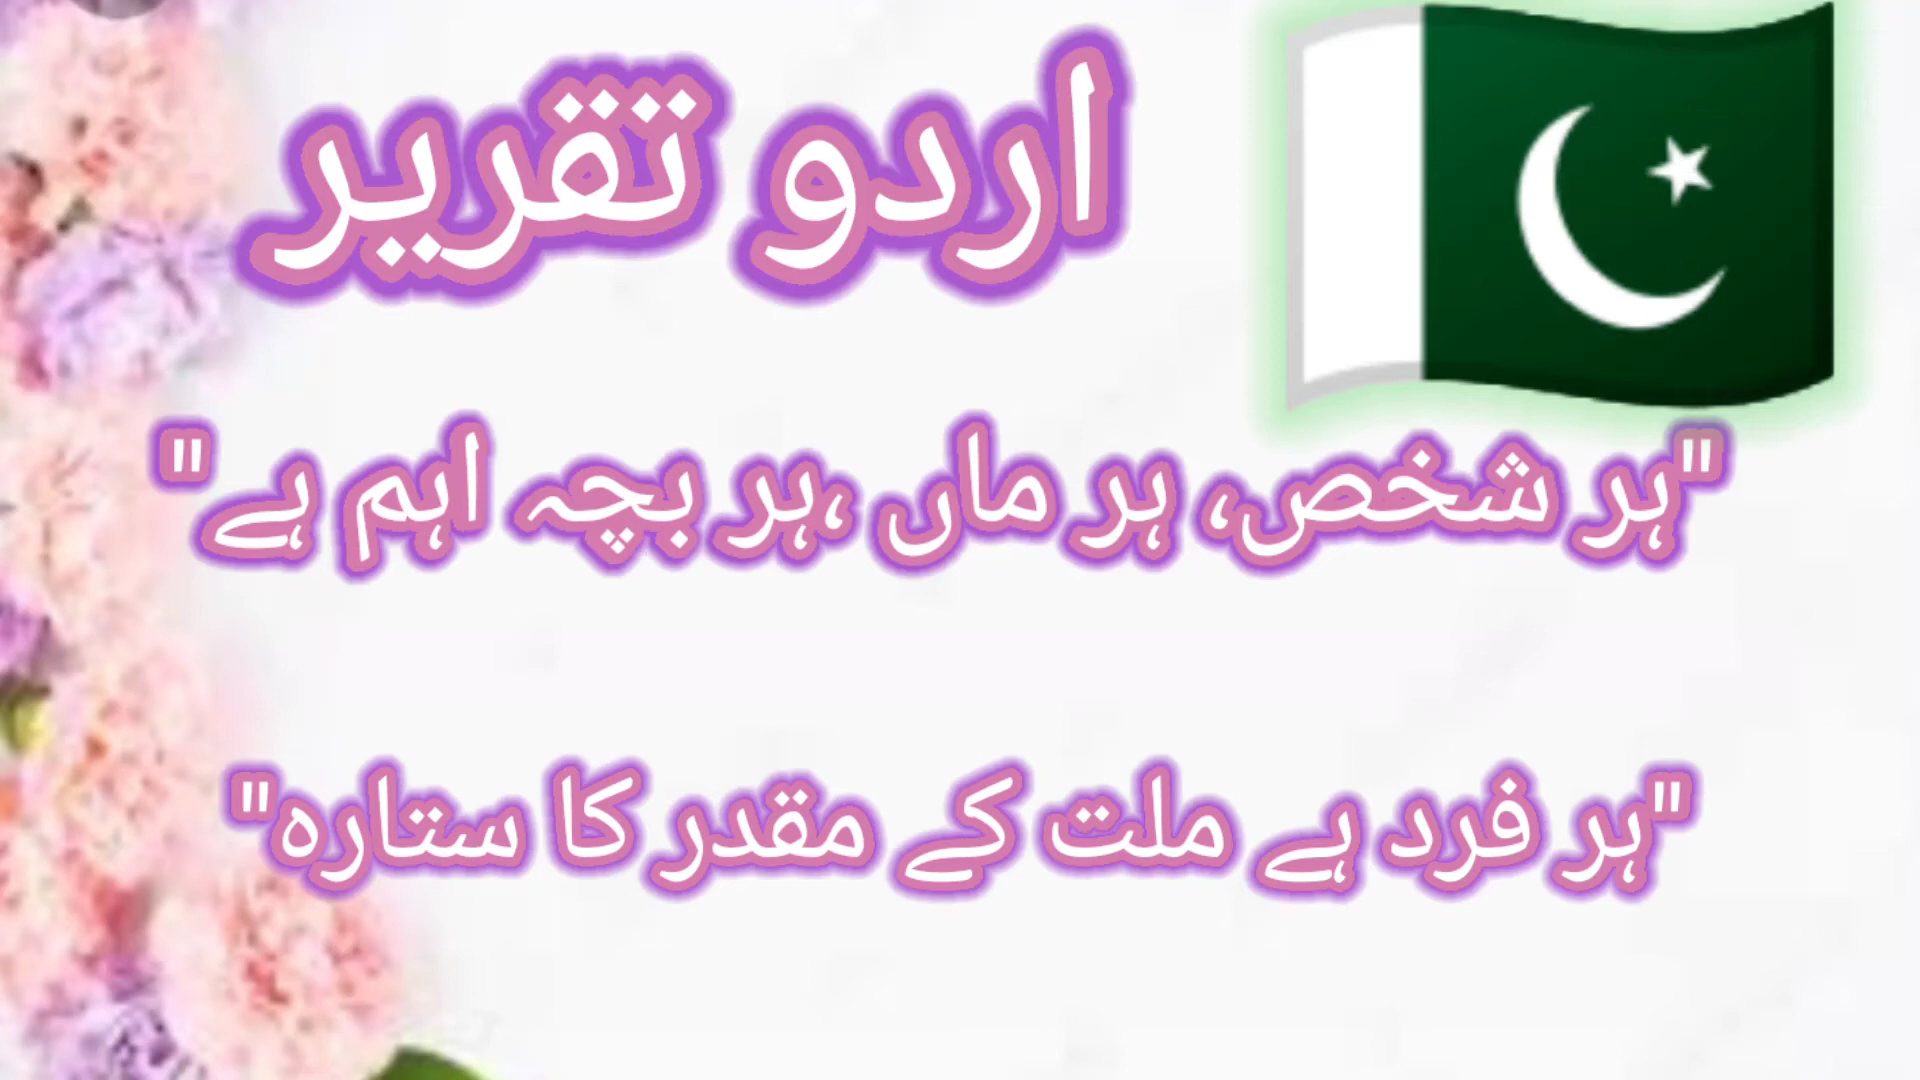 اردو تقریر
"ہر شخص، ہر ماں ،ہر بچہ اہم ہے"
"ہر فرد ہے ملت کے مقدر کا ستارہ"